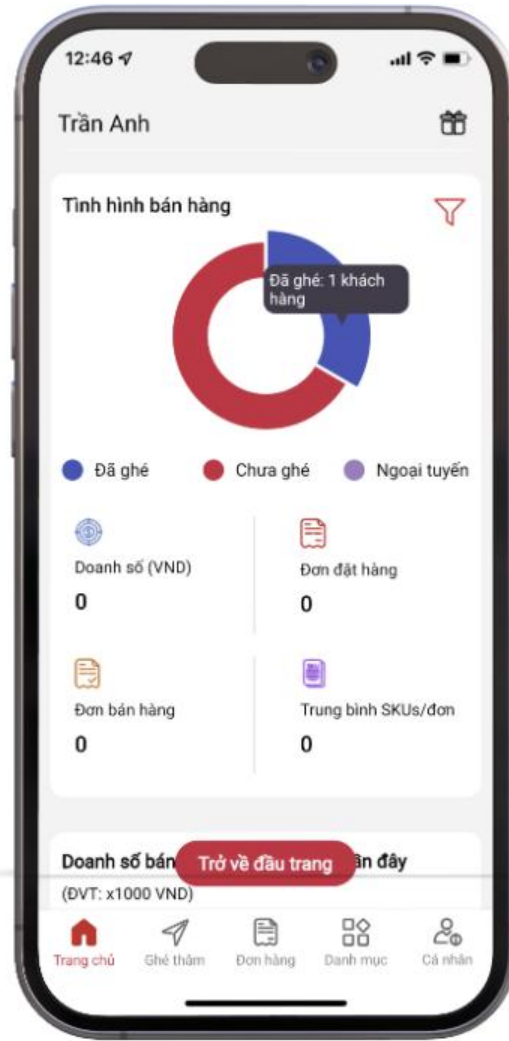 12:46
Trần Anh
Tình hình bán hàng
Đã ghé: 1 khách
hàng
Đã ghé
Chưa ghé
Ngoại tuyến
Doanh số (VND)
0
Đơn đặt hàng
0
Đơn bán hàng
0
Trung bình SKUs/đơn
0
Doanh số bán
Trở về đầu trang
ần đây
(ĐVT: x1000 VND)
Trang chủ
Ghé thăm
Đơn hàng
Danh mục
Cá nhân